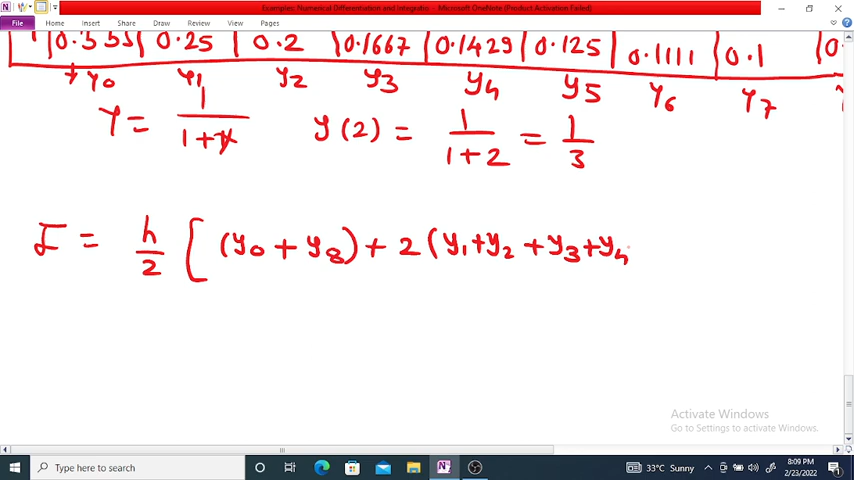 Examples: Numerical Differentiation and Integratin - Microsoft OneNote (Product Activation Failed)
File Home Insert Share Draw Review View Pages
0.333 0.25 0.2 0.1667 0.1429 0.125 0.1111 0.1 0.
y0 y1 y2 y3 y4 y5 y6 y7
y = 1/(1+x) y(2) = 1/(1+2) = 1/3
I = h/2 [(y0 + y8) + 2(y1+y2+y3+y4
Activate Windows
Go to Settings to activate Windows.
Type here to search
33°C Sunny
8:09 PM
2/23/2022